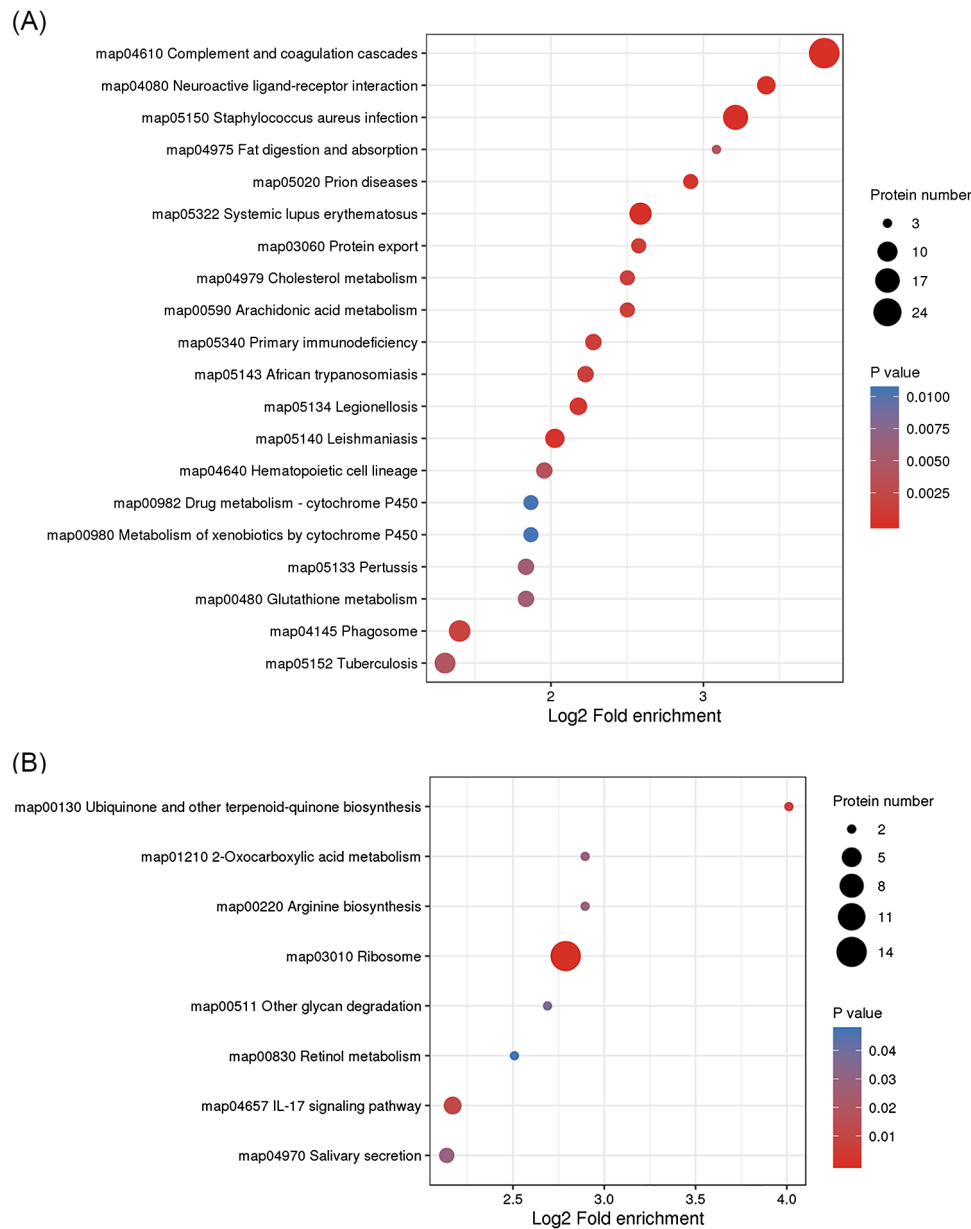 (A)
map04610 Complement and coagulation cascades
map04080 Neuroactive ligand-receptor interaction
map05150 Staphylococcus aureus infection
map04975 Fat digestion and absorption
map05020 Prion diseases
map05322 Systemic lupus erythematosus
map03060 Protein export
map04979 Cholesterol metabolism
map00590 Arachidonic acid metabolism
map05340 Primary immunodeficiency
map05143 African trypanosomiasis
map05134 Legionellosis
map05140 Leishmaniasis
map04640 Hematopoietic cell lineage
map00982 Drug metabolism - cytochrome P450
map00980 Metabolism of xenobiotics by cytochrome P450
map05133 Pertussis
map00480 Glutathione metabolism
map04145 Phagosome
map05152 Tuberculosis
2 3
Log2 Fold enrichment
Protein number
3
10
17
24
P value
0.0100
0.0075
0.0050
0.0025
(B)
map00130 Ubiquinone and other terpenoid-quinone biosynthesis
map01210 2-Oxocarboxylic acid metabolism
map00220 Arginine biosynthesis
map03010 Ribosome
map00511 Other glycan degradation
map00830 Retinol metabolism
map04657 IL-17 signaling pathway
map04970 Salivary secretion
2.5 3.0 3.5 4.0
Log2 Fold enrichment
Protein number
2
5
8
11
14
P value
0.04
0.03
0.02
0.01